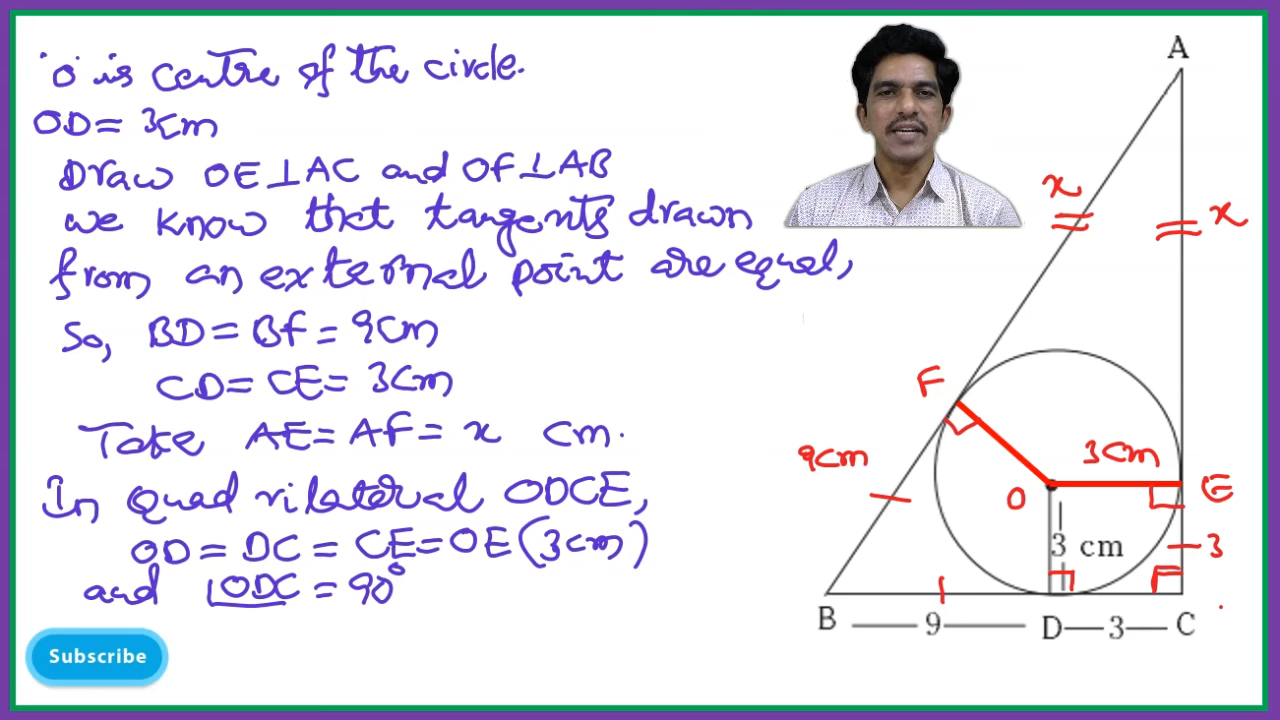 'O' is centre of the circle.
OD = 3cm
Draw OE⊥AC and OF⊥AB
we know that tangents drawn
from an external point are equal,
So, BD = BF = 9cm
CD = CE = 3cm
Take AE = AF = x cm.
In quadrilateral ODCE,
OD = DC = CE = OE (3cm)
and ∠ODC = 90°
Subscribe
A
x
x
F
9cm
3cm
O
E
3 cm
3
B
9
D
3
C